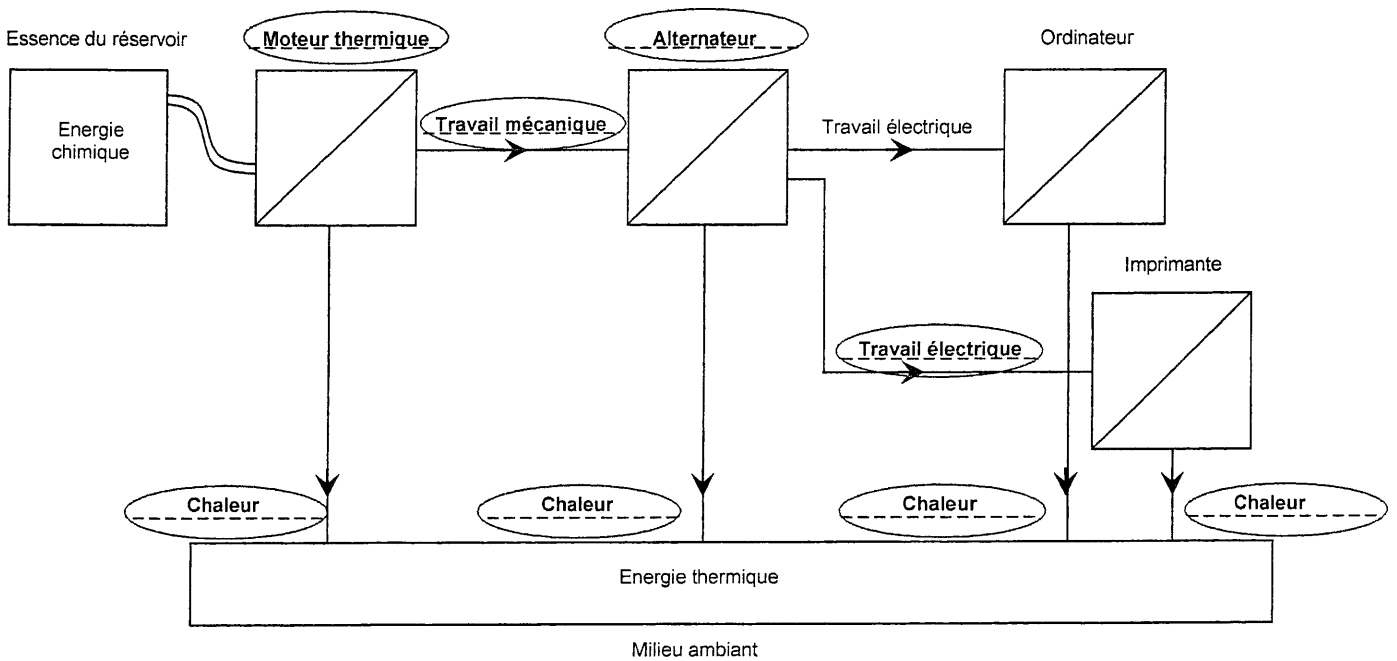 Essence du réservoir
Moteur thermique
Alternateur
Ordinateur
Energie
chimique
Travail mécanique
Travail électrique
Imprimante
Travail électrique
Chaleur
Chaleur
Chaleur
Chaleur
Energie thermique
Milieu ambiant